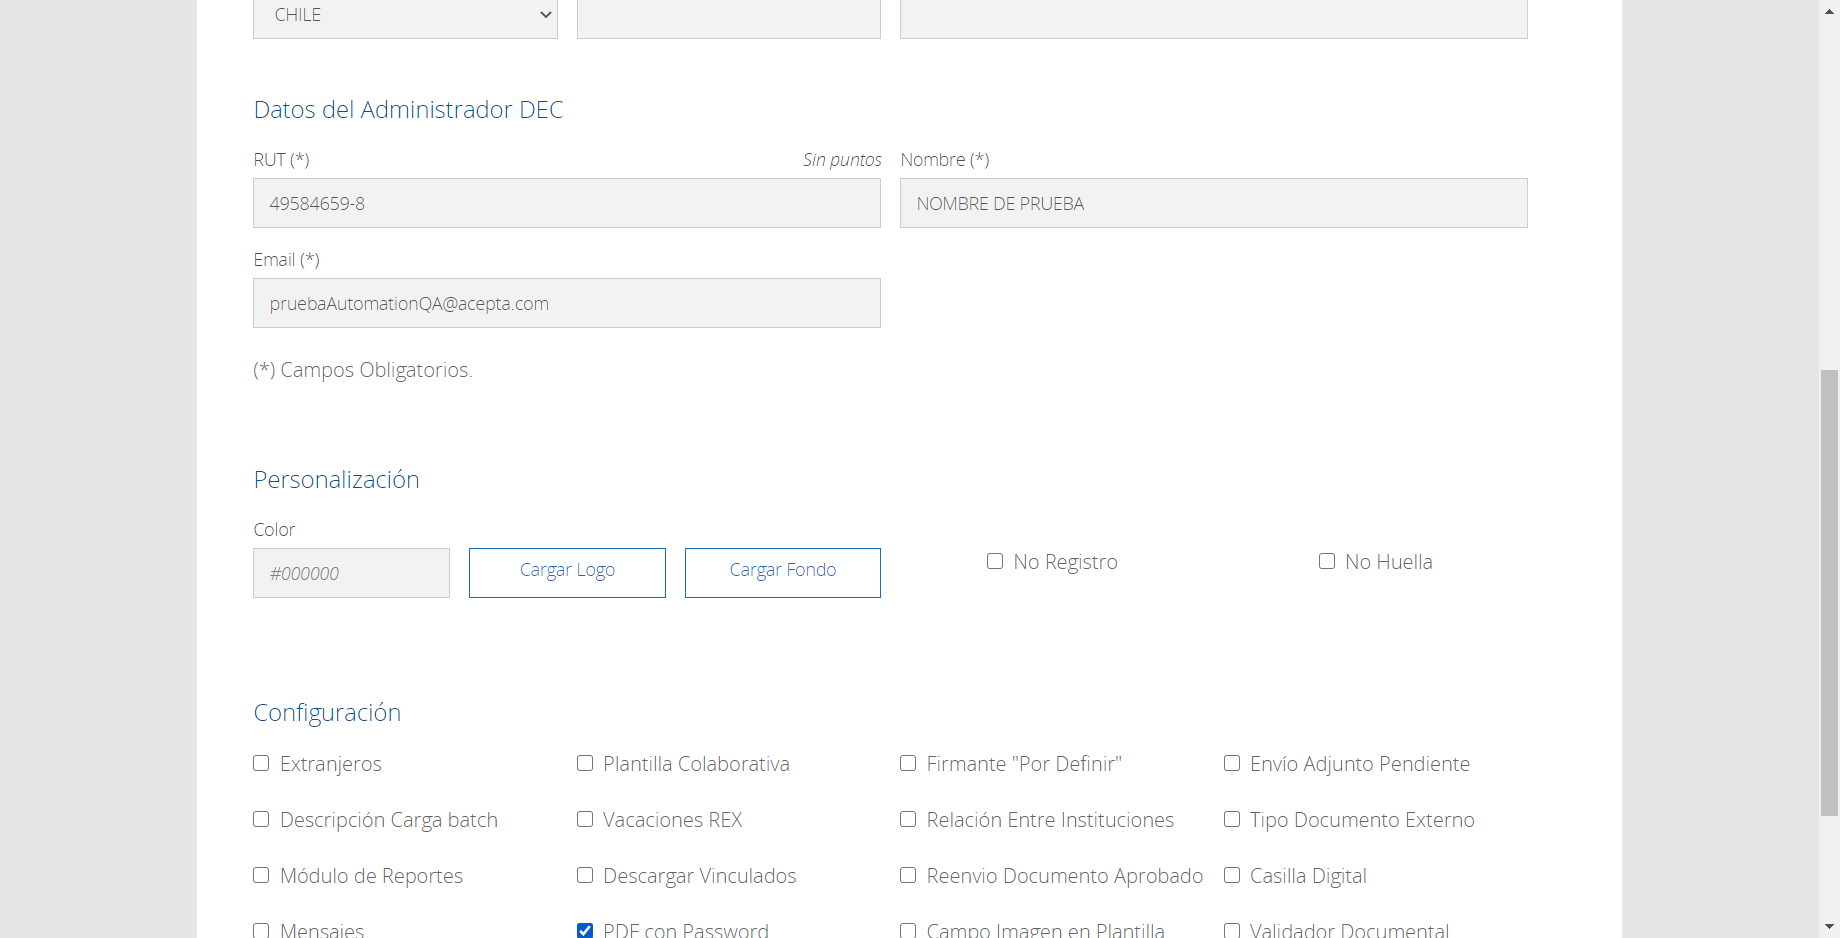 CHILE
Datos del Administrador DEC
RUT (*) Sin puntos Nombre (*)
49584659-8 NOMBRE DE PRUEBA
Email (*)
pruebaAutomationQA@acepta.com
(*) Campos Obligatorios.
Personalización
Color
#000000 Cargar Logo Cargar Fondo No Registro No Huella
Configuración
Extranjeros Plantilla Colaborativa Firmante "Por Definir" Envío Adjunto Pendiente
Descripción Carga batch Vacaciones REX Relación Entre Instituciones Tipo Documento Externo
Módulo de Reportes Descargar Vinculados Reenvio Documento Aprobado Casilla Digital
Mensajes PDF con Password Campo Imagen en Plantilla Validador Documental